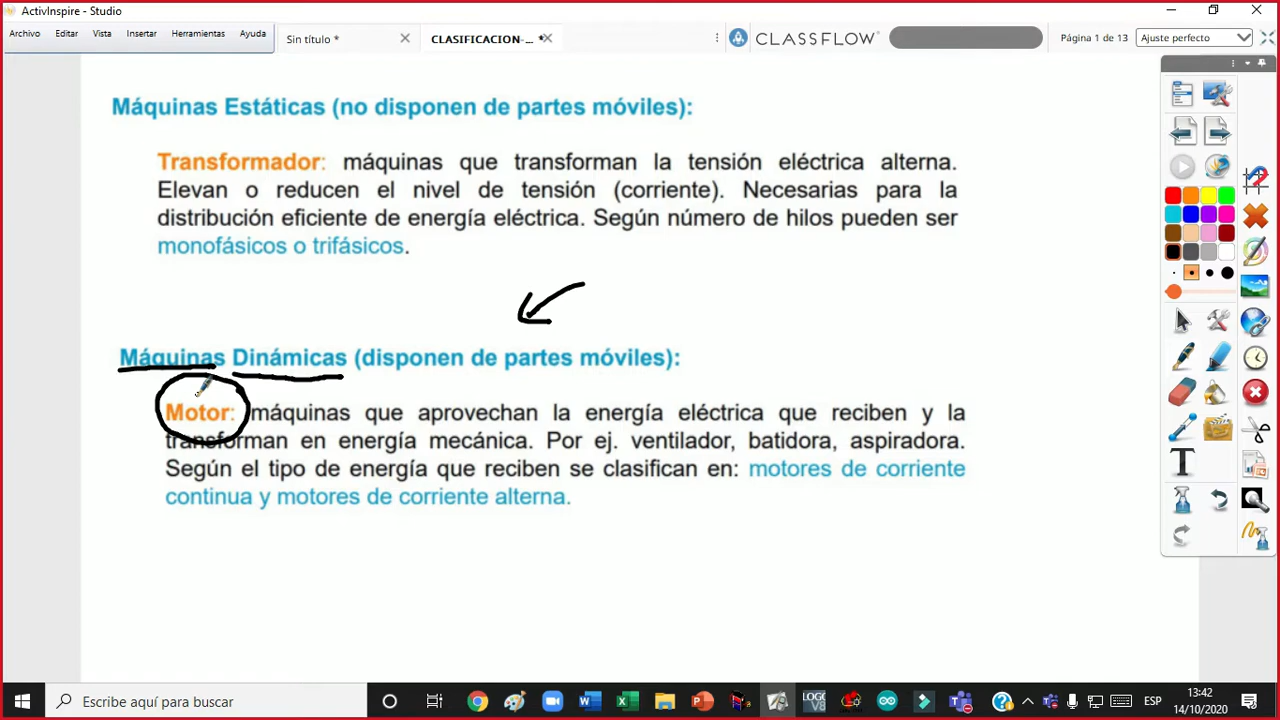 ActivInspire - Studio
Archivo Editar Vista Insertar Herramientas Ayuda
Sin título *
CLASIFICACION-... *
CLASSFLOW
Página 1 de 13
Ajuste perfecto
Máquinas Estáticas (no disponen de partes móviles):
Transformador: máquinas que transforman la tensión eléctrica alterna.
Elevan o reducen el nivel de tensión (corriente). Necesarias para la
distribución eficiente de energía eléctrica. Según número de hilos pueden ser
monofásicos o trifásicos.
Máquinas Dinámicas (disponen de partes móviles):
Motor: máquinas que aprovechan la energía eléctrica que reciben y la
transforman en energía mecánica. Por ej. ventilador, batidora, aspiradora.
Según el tipo de energía que reciben se clasifican en: motores de corriente
continua y motores de corriente alterna.
Escribe aquí para buscar
LOGO
V8
ESP
13:42
14/10/2020